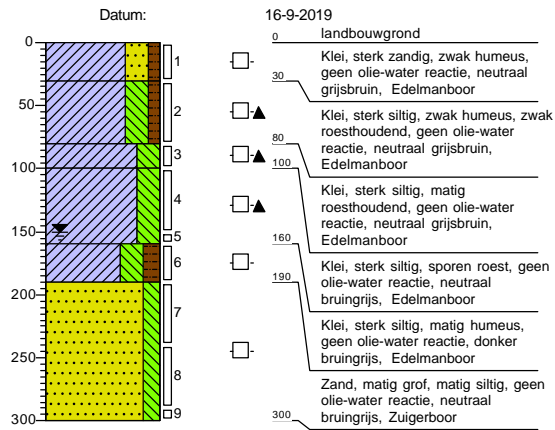 Datum: 16-9-2019
0
50
100
150
200
250
300
1
2
3
4
5
6
7
8
9
0
landbouwgrond
Klei, sterk zandig, zwak humeus,
geen olie-water reactie, neutraal
grijsbruin, Edelmanboor
30
Klei, sterk siltig, zwak humeus, zwak
roesthoudend, geen olie-water
reactie, neutraal grijsbruin,
Edelmanboor
80
Klei, sterk siltig, matig
roesthoudend, geen olie-water
reactie, neutraal grijsbruin,
Edelmanboor
100
Klei, sterk siltig, sporen roest, geen
olie-water reactie, neutraal
bruingrijs, Edelmanboor
160
Klei, sterk siltig, matig humeus,
geen olie-water reactie, donker
bruingrijs, Edelmanboor
190
Zand, matig grof, matig siltig, geen
olie-water reactie, neutraal
bruingrijs, Zuigerboor
300